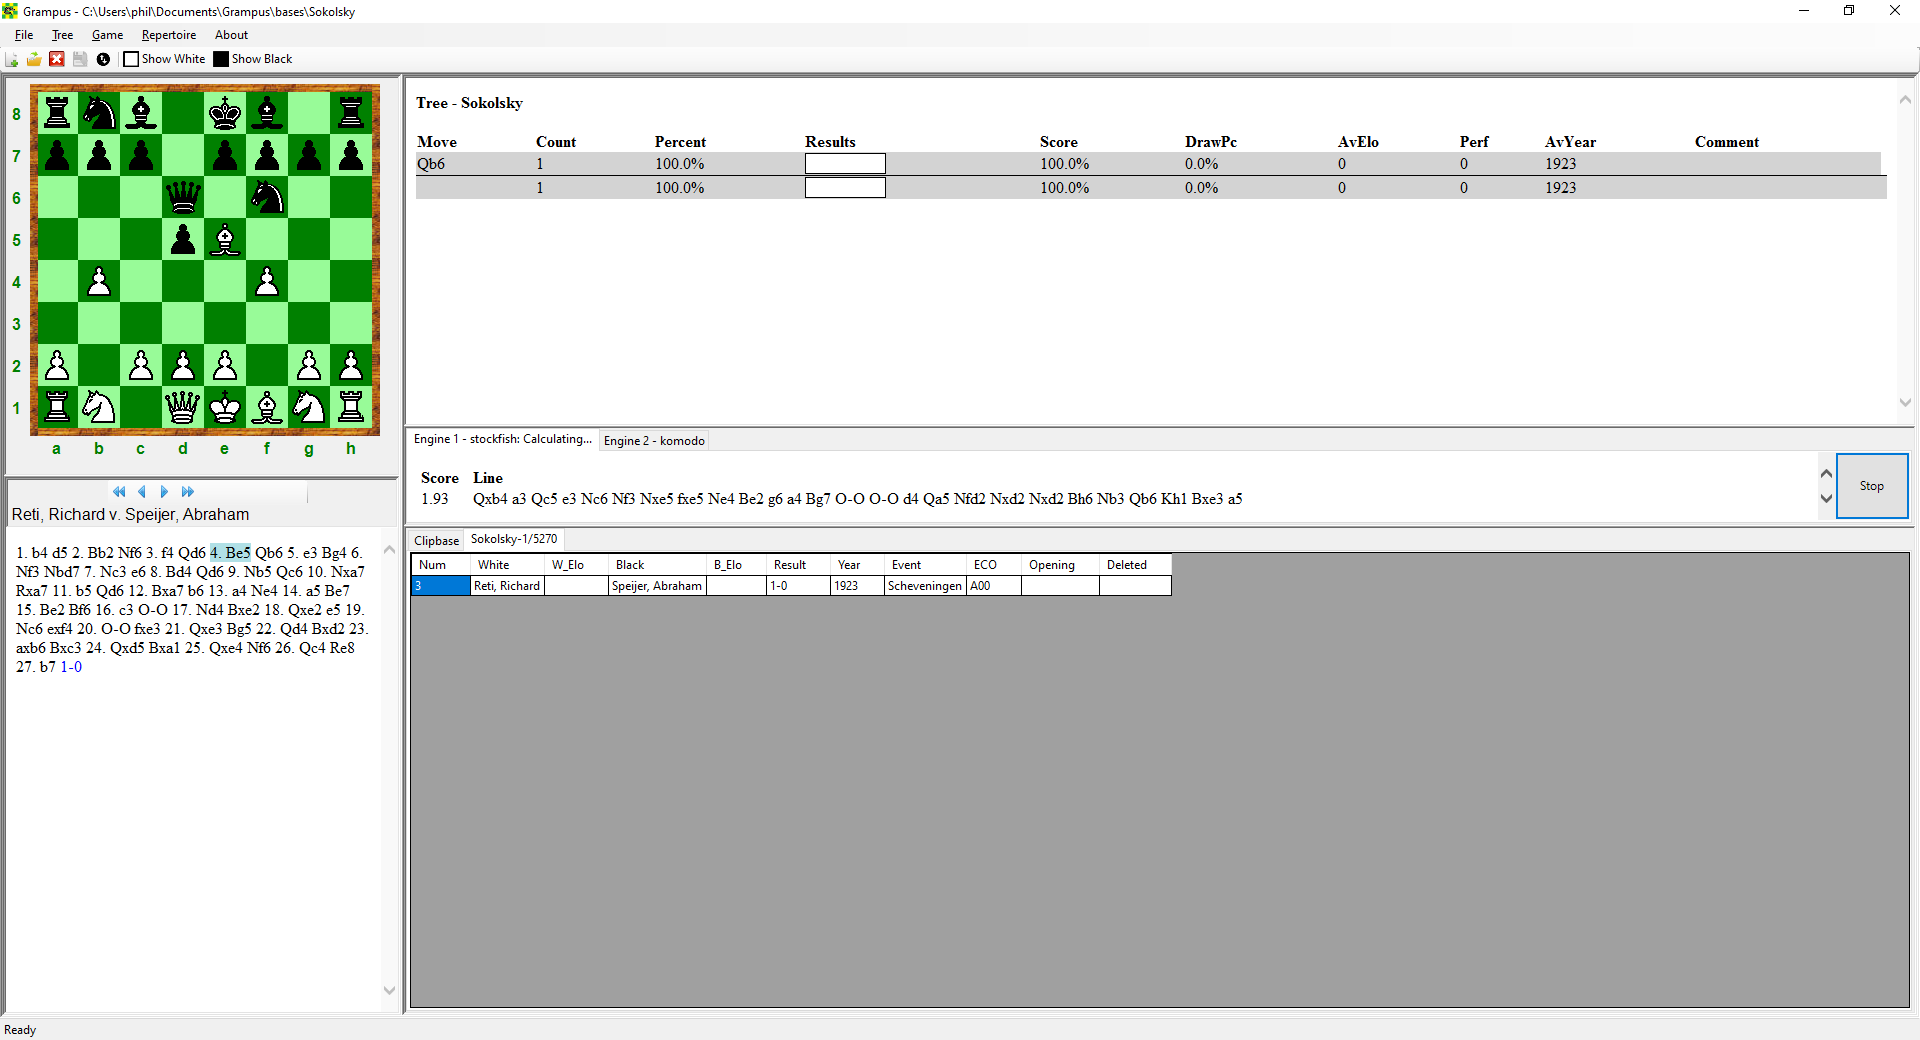 Grampus - C:\Users\phil\Documents\Grampus\bases\Sokolsky
File Tree Game Repertoire About
Show White Show Black
8
7
6
5
4
3
2
1
a b c d e f g h
Reti, Richard v. Speijer, Abraham
1. b4 d5 2. Bb2 Nf6 3. f4 Qd6 4. Be5 Qb6 5. e3 Bg4 6.
Nf3 Nbd7 7. Nc3 e6 8. Bd4 Qd6 9. Nb5 Qc6 10. Nxa7
Rxa7 11. b5 Qd6 12. Bxa7 b6 13. a4 Ne4 14. a5 Be7
15. Be2 Bf6 16. c3 O-O 17. Nd4 Bxe2 18. Qxe2 e5 19.
Nc6 exf4 20. O-O fxe3 21. Qxe3 Bg5 22. Qd4 Bxd2 23.
axb6 Bxc3 24. Qxd5 Bxa1 25. Qxe4 Nf6 26. Qc4 Re8
27. b7 1-0
Tree - Sokolsky
Move Count Percent Results Score DrawPc AvElo Perf AvYear Comment
Qb6 1 100.0% 100.0% 0.0% 0 0 1923
1 100.0% 100.0% 0.0% 0 0 1923
Engine 1 - stockfish: Calculating... Engine 2 - komodo
Score Line
1.93 Qxb4 a3 Qc5 e3 Nc6 Nf3 Nxe5 fxe5 Ne4 Be2 g6 a4 Bg7 O-O O-O d4 Qa5 Nfd2 Nxd2 Nxd2 Bh6 Nb3 Qb6 Kh1 Bxe3 a5
Stop
Clipbase Sokolsky-1/5270
Num White W_Elo Black B_Elo Result Year Event ECO Opening Deleted
3 Reti, Richard Speijer, Abraham 1-0 1923 Scheveningen A00
Ready